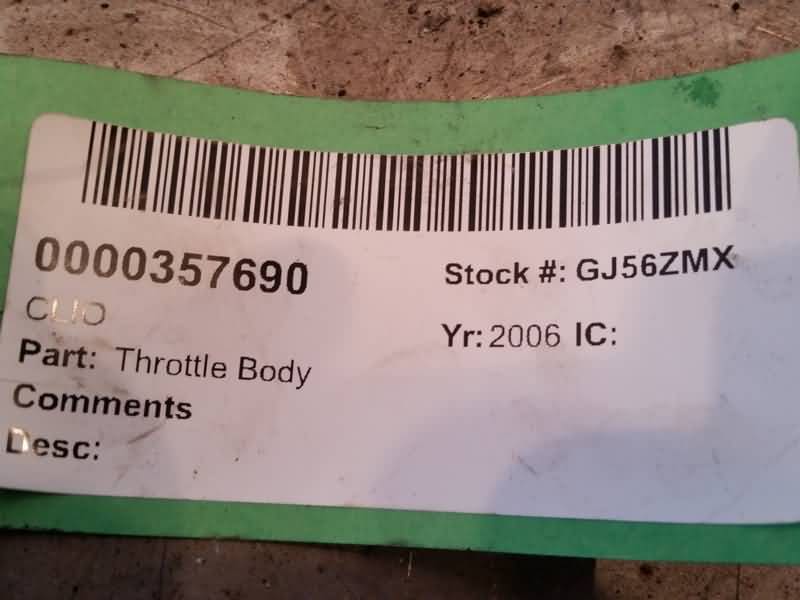 0000357690
Stock #: GJ56ZMX
CLIO
Yr: 2006 IC:
Part: Throttle Body
Comments
Desc: